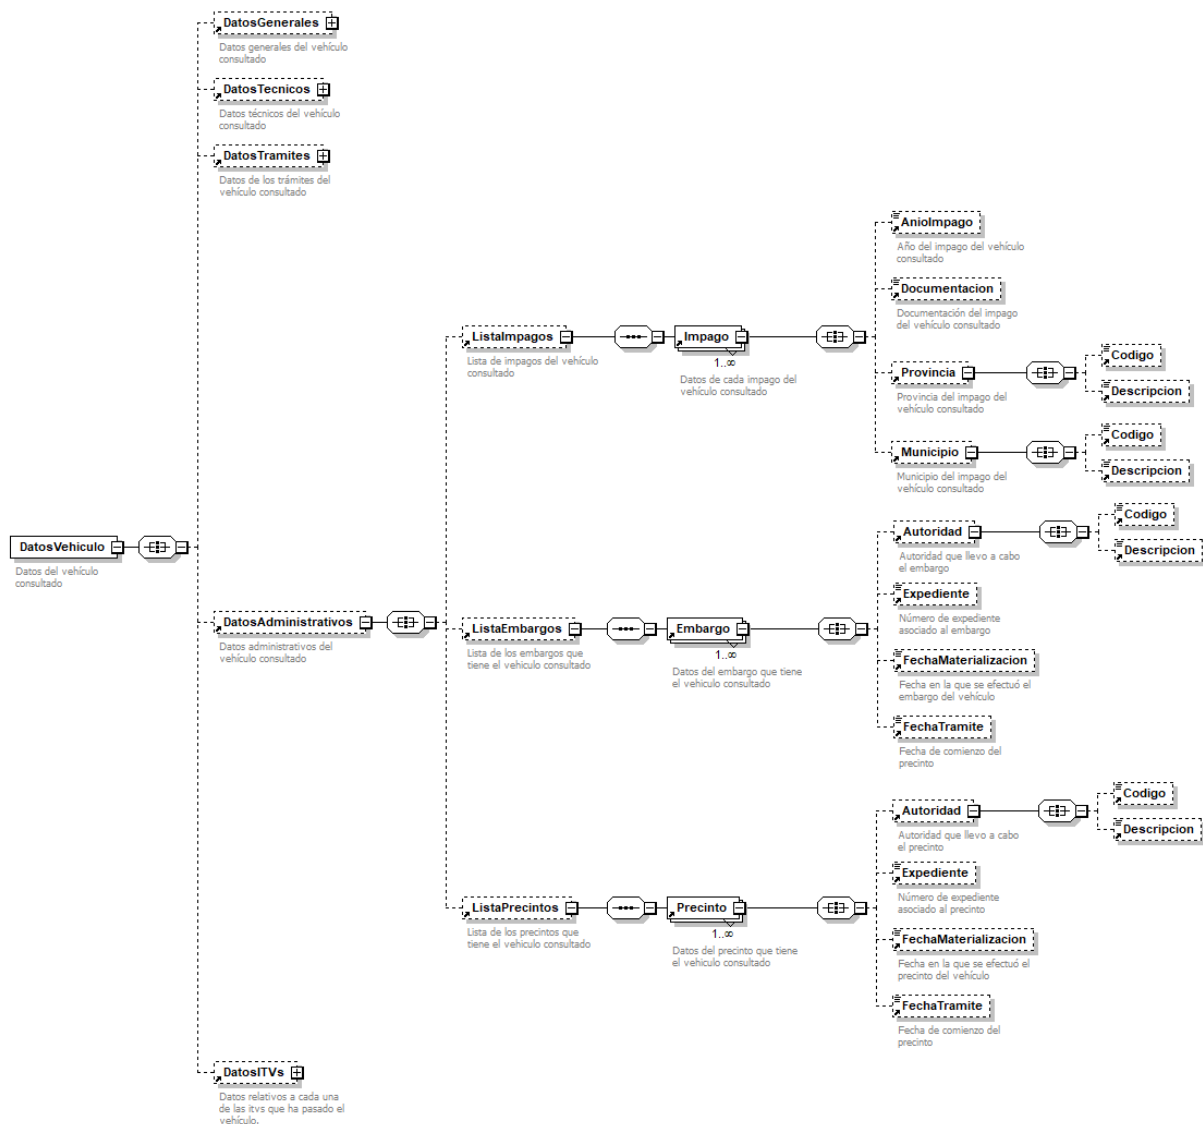 DatosGenerales
Datos generales del vehículo
consultado
DatosTecnicos
Datos técnicos del vehículo
consultado
DatosTramites
Datos de los trámites del
vehículo consultado
AnioImpago
Año del impago del vehículo
consultado
Documentacion
Documentación del impago
del vehículo consultado
ListaImpagos
Lista de impagos del vehículo
consultado
Impago
1..∞
Datos de cada impago del
vehículo consultado
Provincia
Provincia del impago del
vehículo consultado
Codigo
Descripcion
Municipio
Municipio del impago del
vehículo consultado
Codigo
Descripcion
DatosVehiculo
Datos del vehículo
consultado
DatosAdministrativos
Datos administrativos del
vehículo consultado
ListaEmbargos
Lista de los embargos que
tiene el vehiculo consultado
Embargo
1..∞
Datos del embargo que tiene
el vehiculo consultado
Autoridad
Autoridad que llevo a cabo
el embargo
Codigo
Descripcion
Expediente
Número de expediente
asociado al embargo
FechaMaterializacion
Fecha en la que se efectuó el
embargo del vehículo
FechaTramite
Fecha de comienzo del
precinto
ListaPrecintos
Lista de los precintos que
tiene el vehiculo consultado
Precinto
1..∞
Datos del precinto que tiene
el vehiculo consultado
Autoridad
Autoridad que llevo a cabo
el precinto
Codigo
Descripcion
Expediente
Número de expediente
asociado al precinto
FechaMaterializacion
Fecha en la que se efectuó el
precinto del vehículo
FechaTramite
Fecha de comienzo del
precinto
DatosITVs
Datos relativos a cada una
de las itvs que ha pasado el
vehículo.